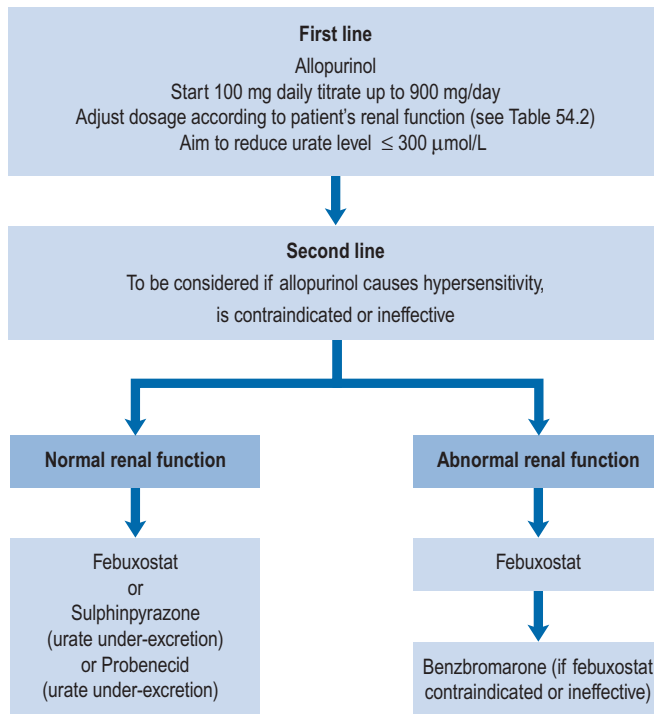 First line
Allopurinol
Start 100 mg daily titrate up to 900 mg/day
Adjust dosage according to patient's renal function (see Table 54.2)
Aim to reduce urate level ≤ 300 μmol/L
Second line
To be considered if allopurinol causes hypersensitivity,
is contraindicated or ineffective
Normal renal function
Febuxostat
or
Sulphinpyrazone
(urate under-excretion)
or Probenecid
(urate under-excretion)
Abnormal renal function
Febuxostat
Benzbromarone (if febuxostat
contraindicated or ineffective)